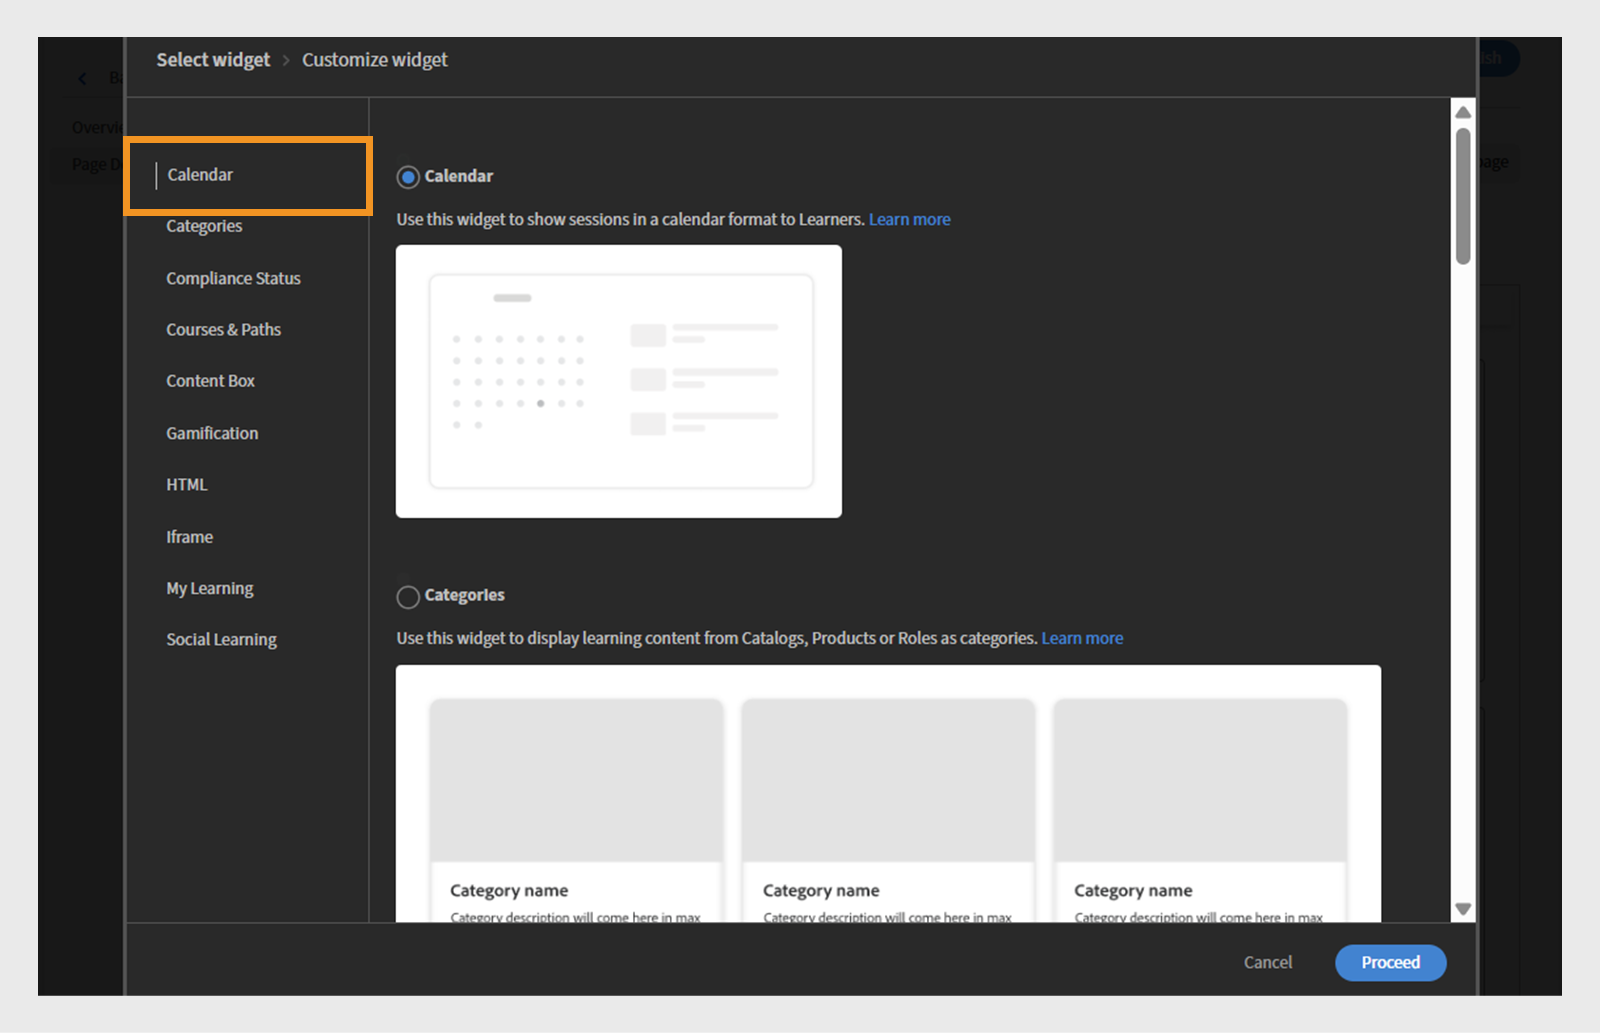 Select widget > Customize widget
Overvie
Page D
Calendar
Categories
Compliance Status
Courses & Paths
Content Box
Gamification
HTML
Iframe
My Learning
Social Learning
Calendar
Use this widget to show sessions in a calendar format to Learners. Learn more
Categories
Use this widget to display learning content from Catalogs, Products or Roles as categories. Learn more
Category name
Category description will come here in max
Category name
Category description will come here in max
Category name
Category description will come here in max
Cancel
Proceed